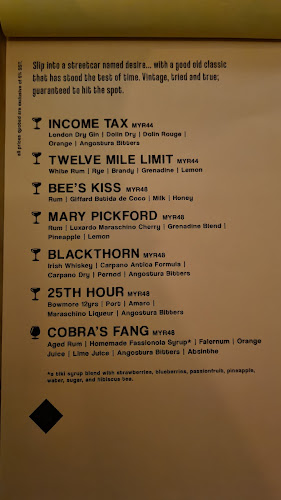 all prices quoted are exclusive of 6% SST.
Slip into a streetcar named desire... with a good old classic
that has stood the test of time. Vintage, tried and true;
guaranteed to hit the spot.
INCOME TAX MYR44
London Dry Gin | Dolin Dry | Dolin Rouge |
Orange | Angostura Bitters
TWELVE MILE LIMIT MYR44
White Rum | Rye | Brandy | Grenadine | Lemon
BEE'S KISS MYR48
Rum | Giffard Batida de Coco | Milk | Honey
MARY PICKFORD MYR48
Rum | Luxardo Maraschino Cherry | Grenadine Blend |
Pineapple | Lemon
BLACKTHORN MYR48
Irish Whiskey | Carpano Antica Formula |
Carpano Dry | Pernod | Angostura Bitters
25TH HOUR MYR48
Bowmore 12yrs | Port | Amaro |
Maraschino Liqueur | Angostura Bitters
COBRA'S FANG MYR48
Aged Rum | Homemade Fassionola Syrup* | Falernum | Orange
Juice | Lime Juice | Angostura Bitters | Absinthe
*a tiki syrup blend with strawberries, blueberries, passionfruit, pineapple,
water, sugar, and hibiscus tea.